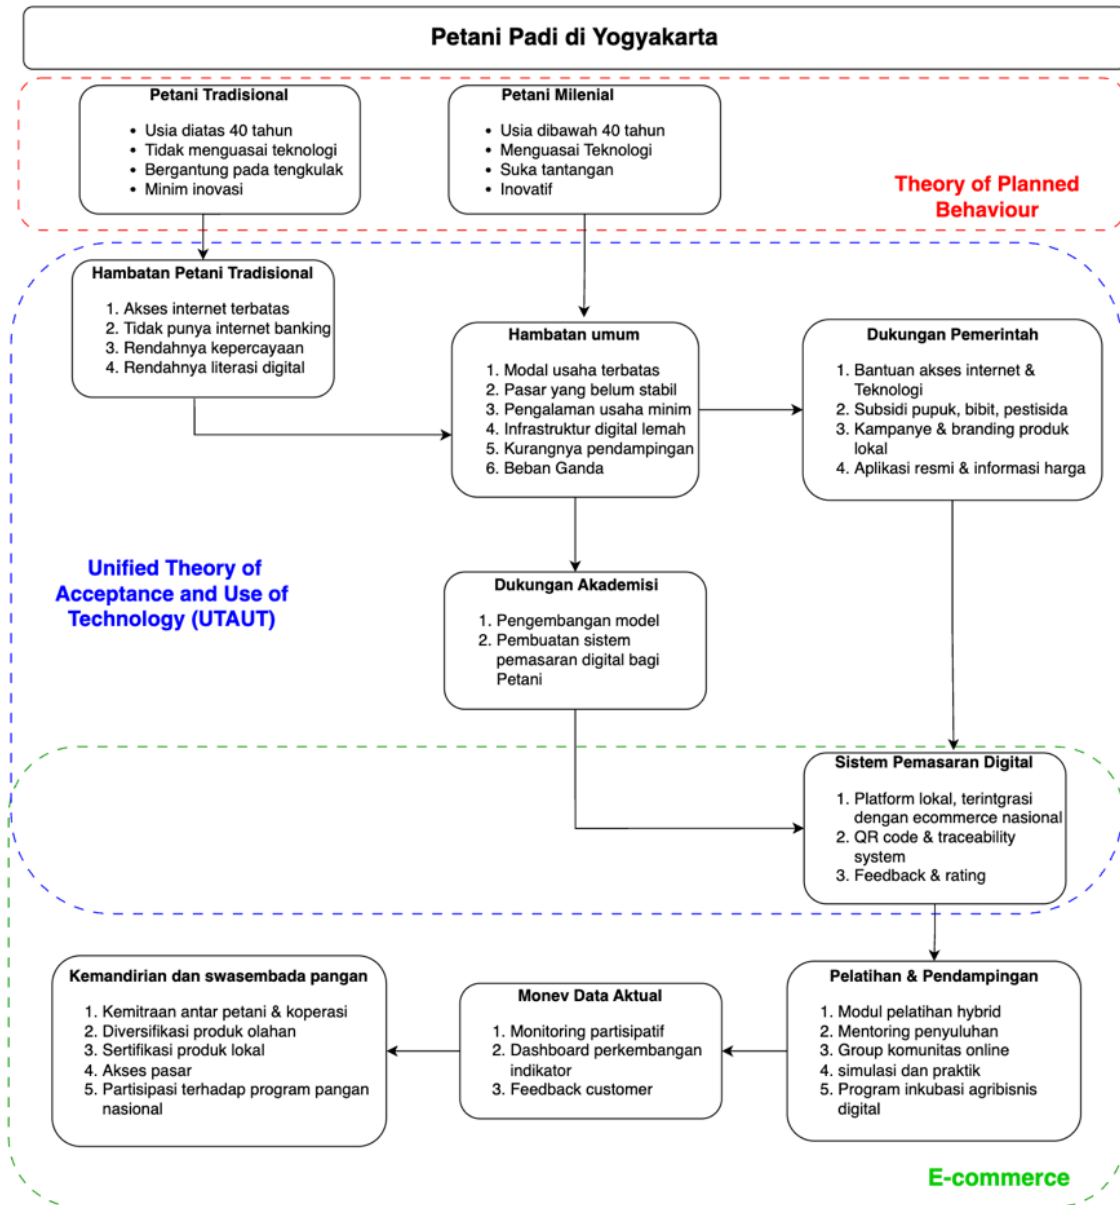 Petani Padi di Yogyakarta
Petani Tradisional
• Usia diatas 40 tahun
• Tidak menguasai teknologi
• Bergantung pada tengkulak
• Minim inovasi
Petani Milenial
• Usia dibawah 40 tahun
• Menguasai Teknologi
• Suka tantangan
• Inovatif
Theory of Planned
Behaviour
Hambatan Petani Tradisional
1. Akses internet terbatas
2. Tidak punya internet banking
3. Rendahnya kepercayaan
4. Rendahnya literasi digital
Hambatan umum
1. Modal usaha terbatas
2. Pasar yang belum stabil
3. Pengalaman usaha minim
4. Infrastruktur digital lemah
5. Kurangnya pendampingan
6. Beban Ganda
Dukungan Pemerintah
1. Bantuan akses internet &
Teknologi
2. Subsidi pupuk, bibit, pestisida
3. Kampanye & branding produk
lokal
4. Aplikasi resmi & informasi harga
Unified Theory of
Acceptance and Use of
Technology (UTAUT)
Dukungan Akademisi
1. Pengembangan model
2. Pembuatan sistem
pemasaran digital bagi
Petani
Sistem Pemasaran Digital
1. Platform lokal, terintgrasi
dengan ecommerce nasional
2. QR code & traceability
system
3. Feedback & rating
Kemandirian dan swasembada pangan
1. Kemitraan antar petani & koperasi
2. Diversifikasi produk olahan
3. Sertifikasi produk lokal
4. Akses pasar
5. Partisipasi terhadap program pangan
nasional
Monev Data Aktual
1. Monitoring partisipatif
2. Dashboard perkembangan
indikator
3. Feedback customer
Pelatihan & Pendampingan
1. Modul pelatihan hybrid
2. Mentoring penyuluhan
3. Group komunitas online
4. simulasi dan praktik
5. Program inkubasi agribisnis
digital
E-commerce